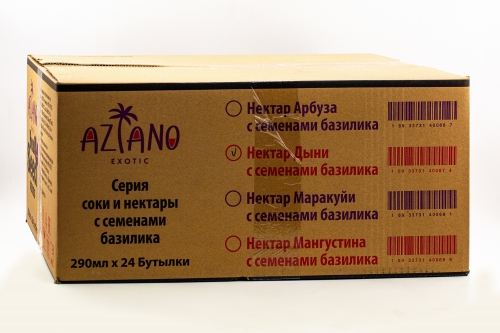 AZIANO
EXOTIC
Серия
соки и нектары
с семенами
базилика
290мл x 24 Бутылки
Нектар Арбуза
с семенами базилика
Нектар Дыни
с семенами базилика
Нектар Маракуйи
с семенами базилика
Нектар Мангустина
с семенами базилика